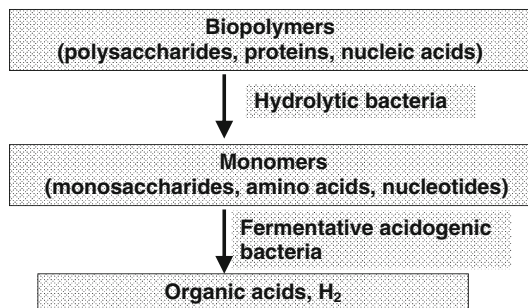 Biopolymers
(polysaccharides, proteins, nucleic acids)
Hydrolytic bacteria
Monomers
(monosaccharides, amino acids, nucleotides)
Fermentative acidogenic
bacteria
Organic acids, H₂